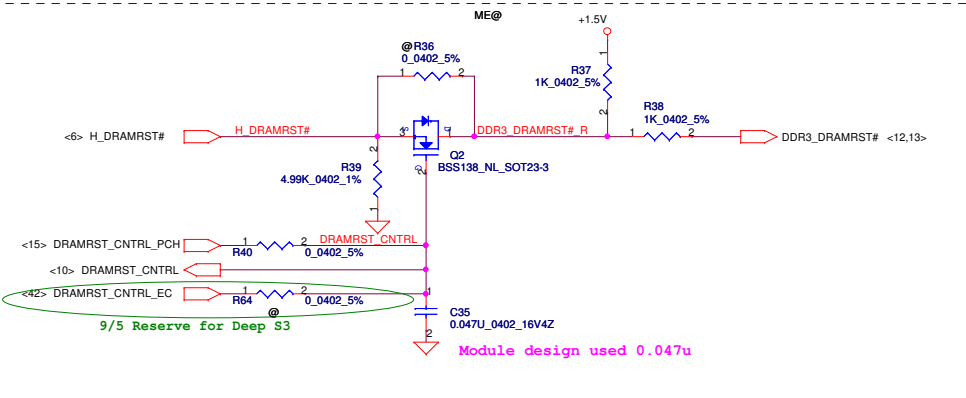 ME@
+1.5V
@R36
0_0402_5%
1
2
1
R37
1K_0402_5%
2
R38
1K_0402_5%
<6> H_DRAMRST#
H_DRAMRST#
3
S
D
1
DDR3_DRAMRST#_R
1
2
DDR3_DRAMRST# <12,13>
2
G
2
Q2
BSS138_NL_SOT23-3
R39
4.99K_0402_1%
1
<15> DRAMRST_CNTRL_PCH
1
2
DRAMRST_CNTRL
R40
0_0402_5%
<10> DRAMRST_CNTRL
<42> DRAMRST_CNTRL_EC
1
2
1
R64
0_0402_5%
@
C35
0.047U_0402_16V4Z
9/5 Reserve for Deep S3
2
Module design used 0.047u